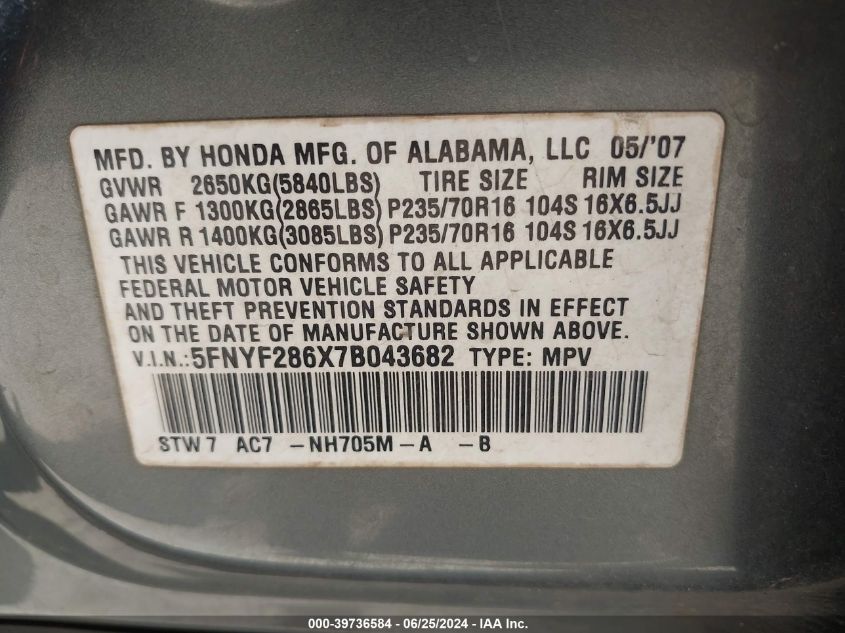 MFD. BY HONDA MFG. OF ALABAMA, LLC 05/'07
GVWR 2650KG(5840LBS) TIRE SIZE RIM SIZE
GAWR F 1300KG(2865LBS) P235/70R16 104S 16X6.5JJ
GAWR R 1400KG(3085LBS) P235/70R16 104S 16X6.5JJ
THIS VEHICLE CONFORMS TO ALL APPLICABLE
FEDERAL MOTOR VEHICLE SAFETY
AND THEFT PREVENTION STANDARDS IN EFFECT
ON THE DATE OF MANUFACTURE SHOWN ABOVE.
V.I.N.: 5FNYF286X7B043682 TYPE: MPV
STW7 AC7 -NH705M-A -B
000-39736584 - 06/25/2024 - IAA Inc.